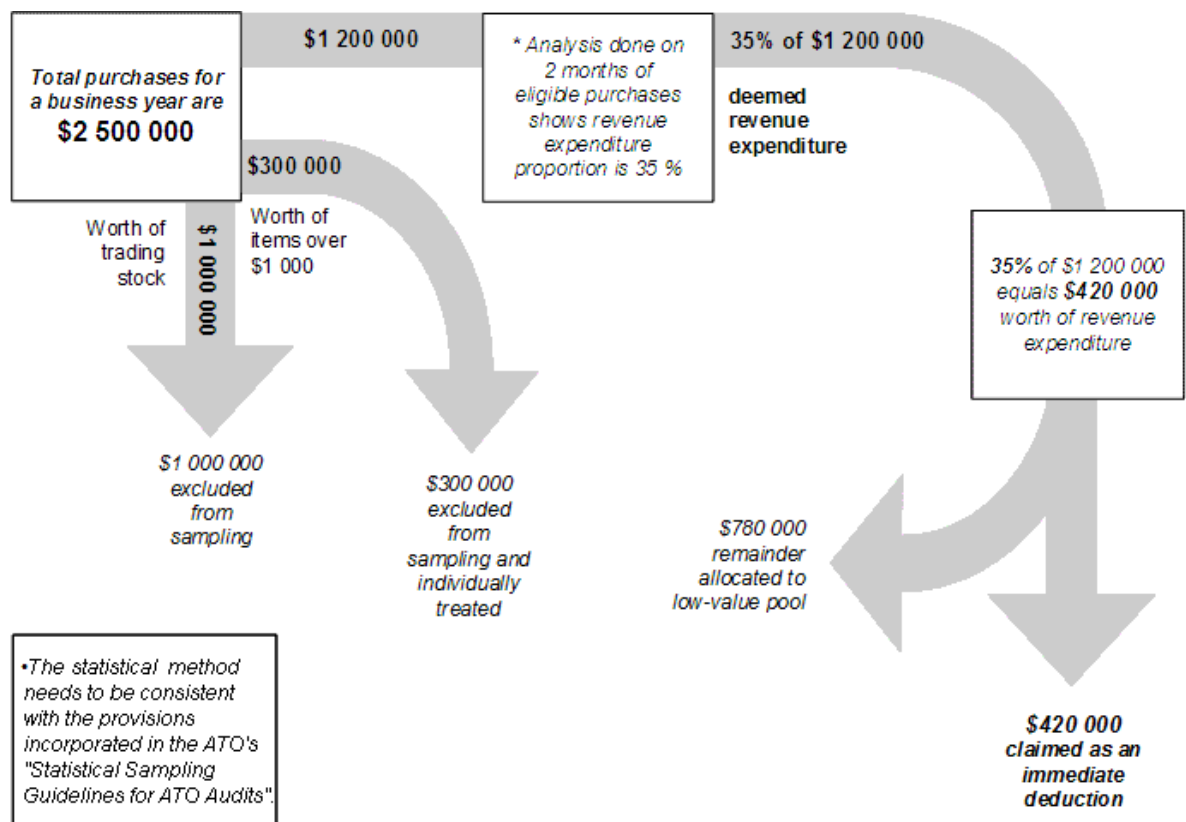 Total purchases for
a business year are
$2 500 000
$1 200 000
* Analysis done on
2 months of
eligible purchases
shows revenue
expenditure
proportion is 35 %
35% of $1 200 000
deemed
revenue
expenditure
$300 000
Worth of
items over
$1 000
Worth of
trading
stock
$1 000 000
35% of $1 200 000
equals $420 000
worth of revenue
expenditure
$1 000 000
excluded
from
sampling
$300 000
excluded
from
sampling and
individually
treated
$780 000
remainder
allocated to
low-value pool
$420 000
claimed as an
immediate
deduction
•The statistical method
needs to be consistent
with the provisions
incorporated in the ATO's
"Statistical Sampling
Guidelines for ATO Audits".